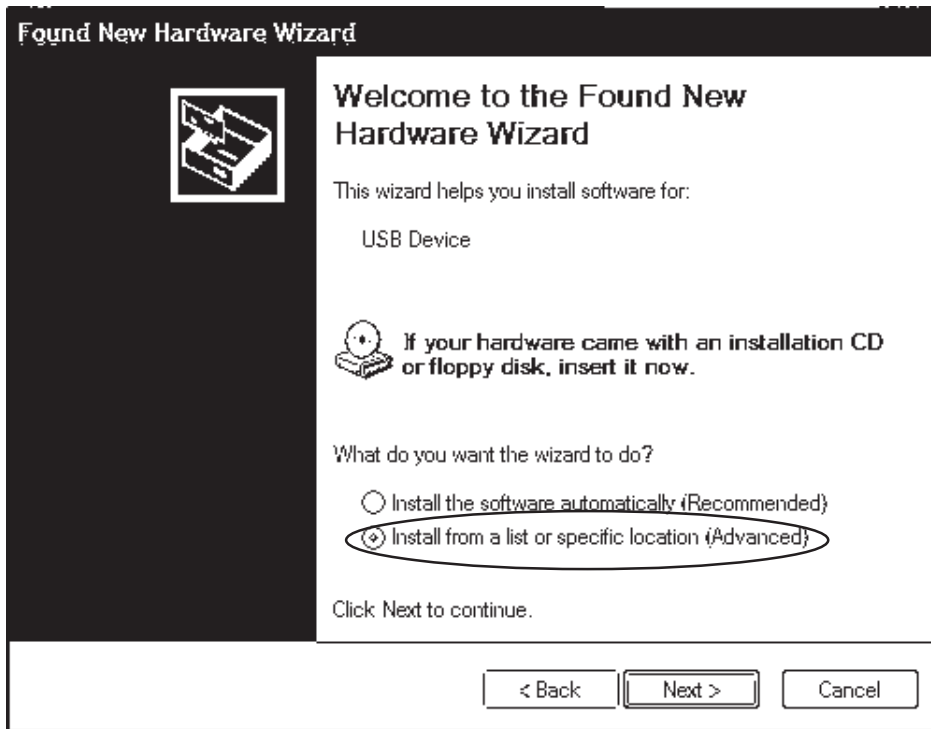 Found New Hardware Wizard
Welcome to the Found New
Hardware Wizard
This wizard helps you install software for:
USB Device
If your hardware came with an installation CD
or floppy disk, insert it now.
What do you want the wizard to do?
Install the software automatically (Recommended)
Install from a list or specific location (Advanced)
Click Next to continue.
< Back
Next >
Cancel